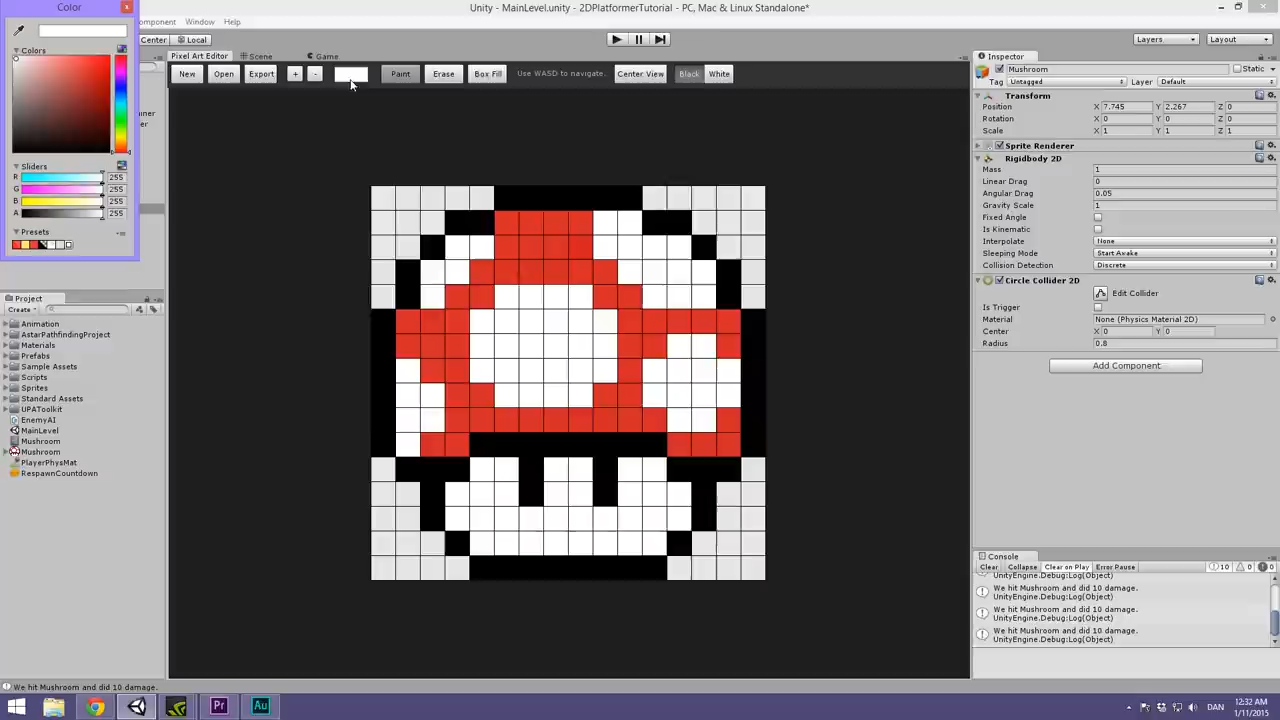 Unity - MainLevel.unity - 2DPlatformerTutorial - PC, Mac & Linux Standalone*
Color
omponent Window Help
Center Local
Layers Layout
Pixel Art Editor Scene Game
New Open Export + - Paint Erase Box Fill Use WASD to navigate. Center View Black White
Colors
Sliders
R 255
G 255
B 255
A 255
Presets
Project
Create
Animation
AstarPathfindingProject
Materials
Prefabs
Sample Assets
Scripts
Sprites
Standard Assets
UPAToolkit
EnemyAI
MainLevel
Mushroom
Mushroom
PlayerPhysMat
RespawnCountdown
Inspector
Mushroom Static
Tag Untagged Layer Default
Transform
Position X 7.745 Y 2.267 Z 0
Rotation X 0 Y 0 Z 0
Scale X 1 Y 1 Z 1
Sprite Renderer
Rigidbody 2D
Mass 1
Linear Drag 0
Angular Drag 0.05
Gravity Scale 1
Fixed Angle
Is Kinematic
Interpolate None
Sleeping Mode Start Awake
Collision Detection Discrete
Circle Collider 2D
Edit Collider
Is Trigger
Material None (Physics Material 2D)
Center X 0 Y 0
Radius 0.8
Add Component
Console
Clear Collapse Clear on Play Error Pause 10 0 0
UnityEngine.Debug:Log(Object)
We hit Mushroom and did 10 damage.
UnityEngine.Debug:Log(Object)
We hit Mushroom and did 10 damage.
UnityEngine.Debug:Log(Object)
We hit Mushroom and did 10 damage.
UnityEngine.Debug:Log(Object)
We hit Mushroom and did 10 damage.
Pr Au
DAN
12:32 AM
1/11/2015